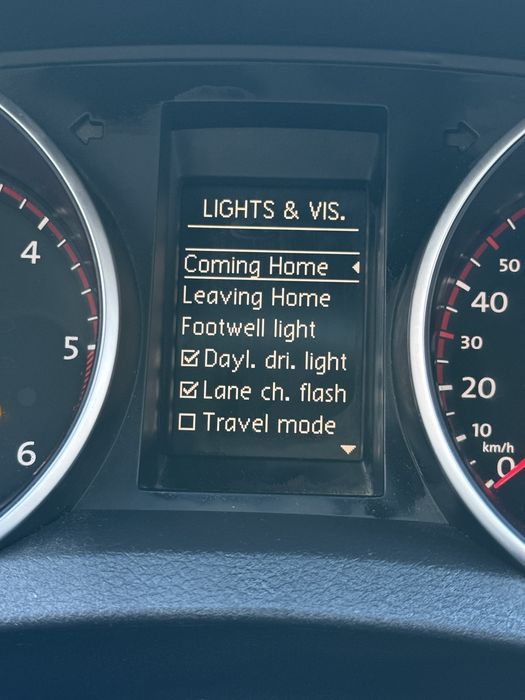 LIGHTS & VIS.
Coming Home
Leaving Home
Footwell light
Dayl. dri. light
Lane ch. flash
Travel mode
4
5
6
50
40
30
20
10
km/h
0